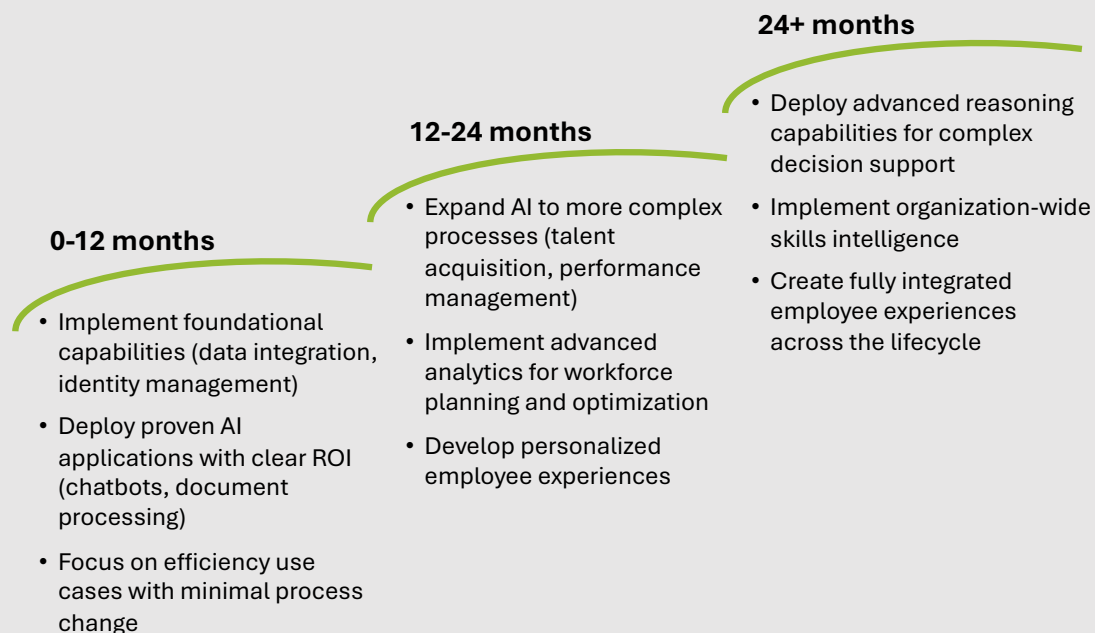 0-12 months
• Implement foundational
capabilities (data integration,
identity management)
• Deploy proven AI
applications with clear ROI
(chatbots, document
processing)
• Focus on efficiency use
cases with minimal process
change
12-24 months
• Expand AI to more complex
processes (talent
acquisition, performance
management)
• Implement advanced
analytics for workforce
planning and optimization
• Develop personalized
employee experiences
24+ months
• Deploy advanced reasoning
capabilities for complex
decision support
• Implement organization-wide
skills intelligence
• Create fully integrated
employee experiences
across the lifecycle